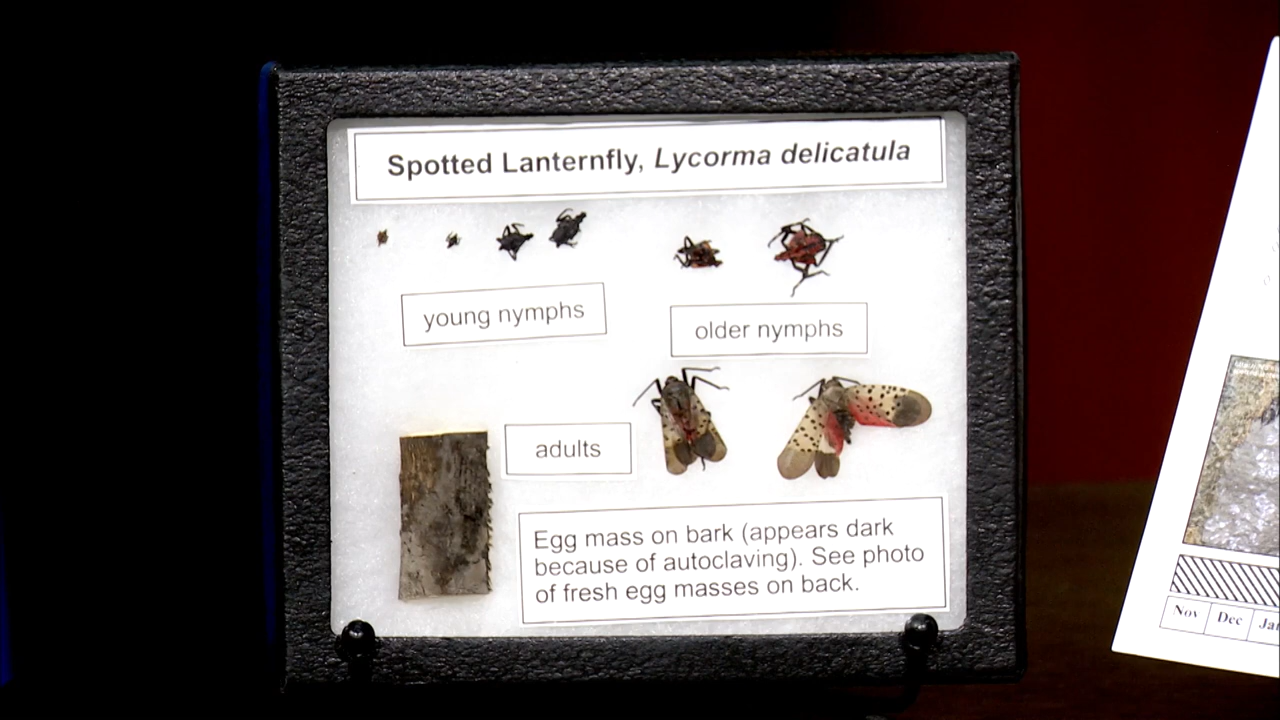 Spotted Lanternfly, Lycorma delicatula
young nymphs
older nymphs
adults
Egg mass on bark (appears dark
because of autoclaving). See photo
of fresh egg masses on back.
Nov Dec Jan